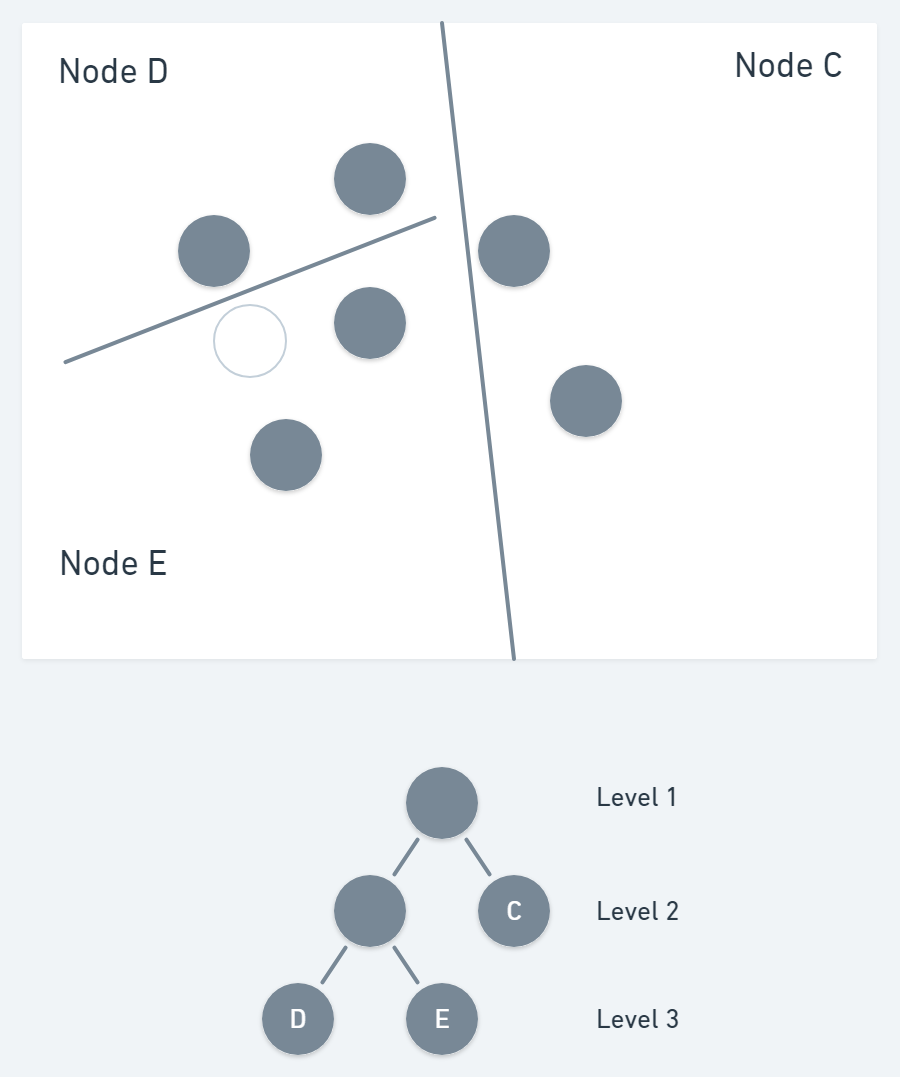 Node D
Node C
Node E
Level 1
C
Level 2
D
E
Level 3